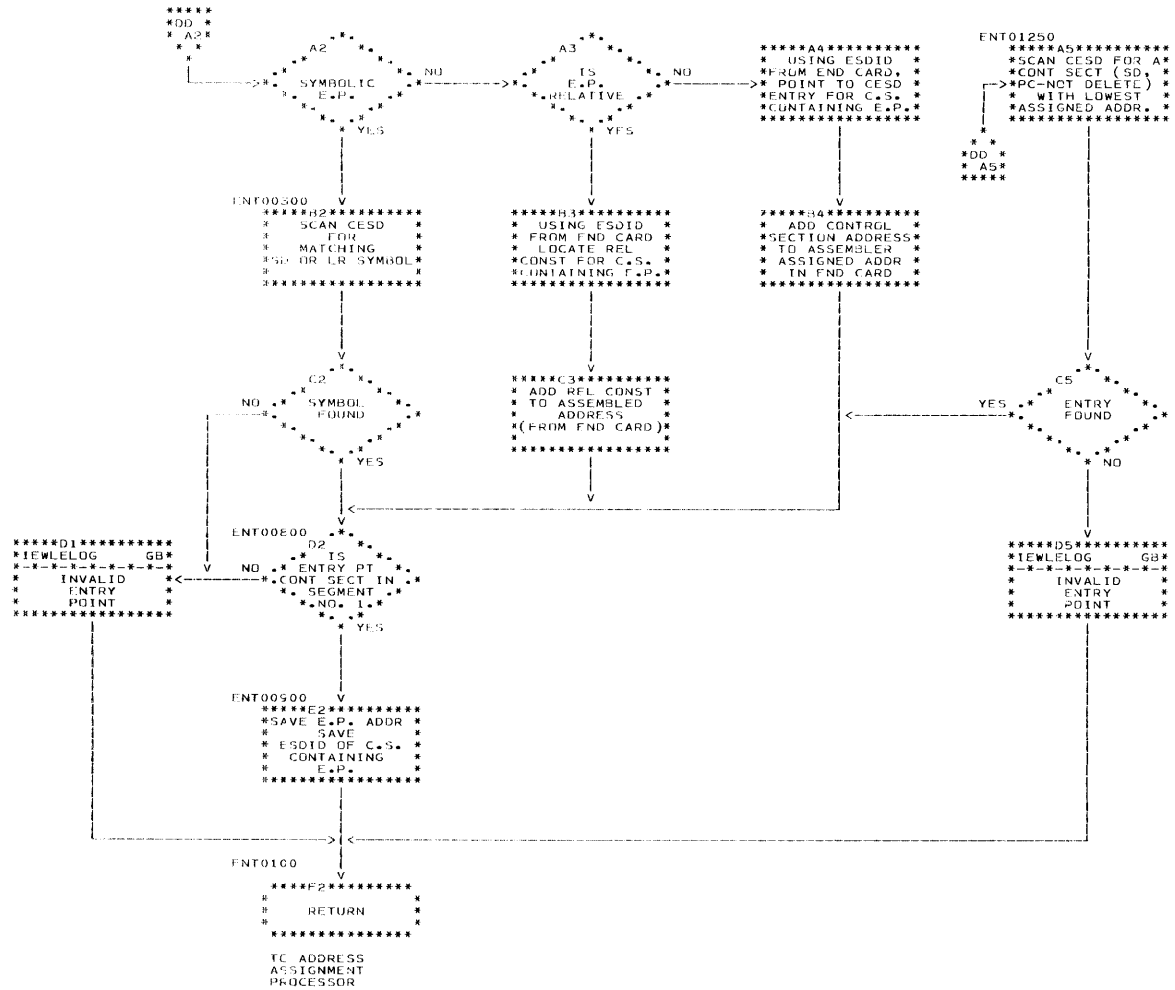 DD
A2
A2
SYMBOLIC
E.P.
NO
YES
A3
IS
E.P.
RELATIVE
NO
YES
A4
USING ESDID
FROM END CARD,
POINT TO CESD
ENTRY FOR C.S.
CONTAINING E.P.
ENT01250
A5
SCAN CESD FOR A
CONT SECT (SD,
PC-NOT DELETE)
WITH LOWEST
ASSIGNED ADDR.
DD
A5
ENT00300
B2
SCAN CESD
FOR
MATCHING
SD OR LR SYMBOL
B3
USING ESDID
FROM END CARD
LOCATE REL
CONST FOR C.S.
CONTAINING E.P.
B4
ADD CONTROL
SECTION ADDRESS
TO ASSEMBLER
ASSIGNED ADDR
IN END CARD
C2
SYMBOL
FOUND
NO
YES
C3
ADD REL CONST
TO ASSEMBLED
ADDRESS
(FROM END CARD)
C5
ENTRY
FOUND
YES
NO
ENT00800
D1
IEWLELOG GB
INVALID
ENTRY
POINT
D2
IS
ENTRY PT
CONT SECT IN
SEGMENT
NO. 1.
NO
YES
D5
IEWLELOG GB
INVALID
ENTRY
POINT
ENT00900
E2
SAVE E.P. ADDR
SAVE
ESDID OF C.S.
CONTAINING
E.P.
ENT0100
F2
RETURN
TO ADDRESS
ASSIGNMENT
PROCESSOR